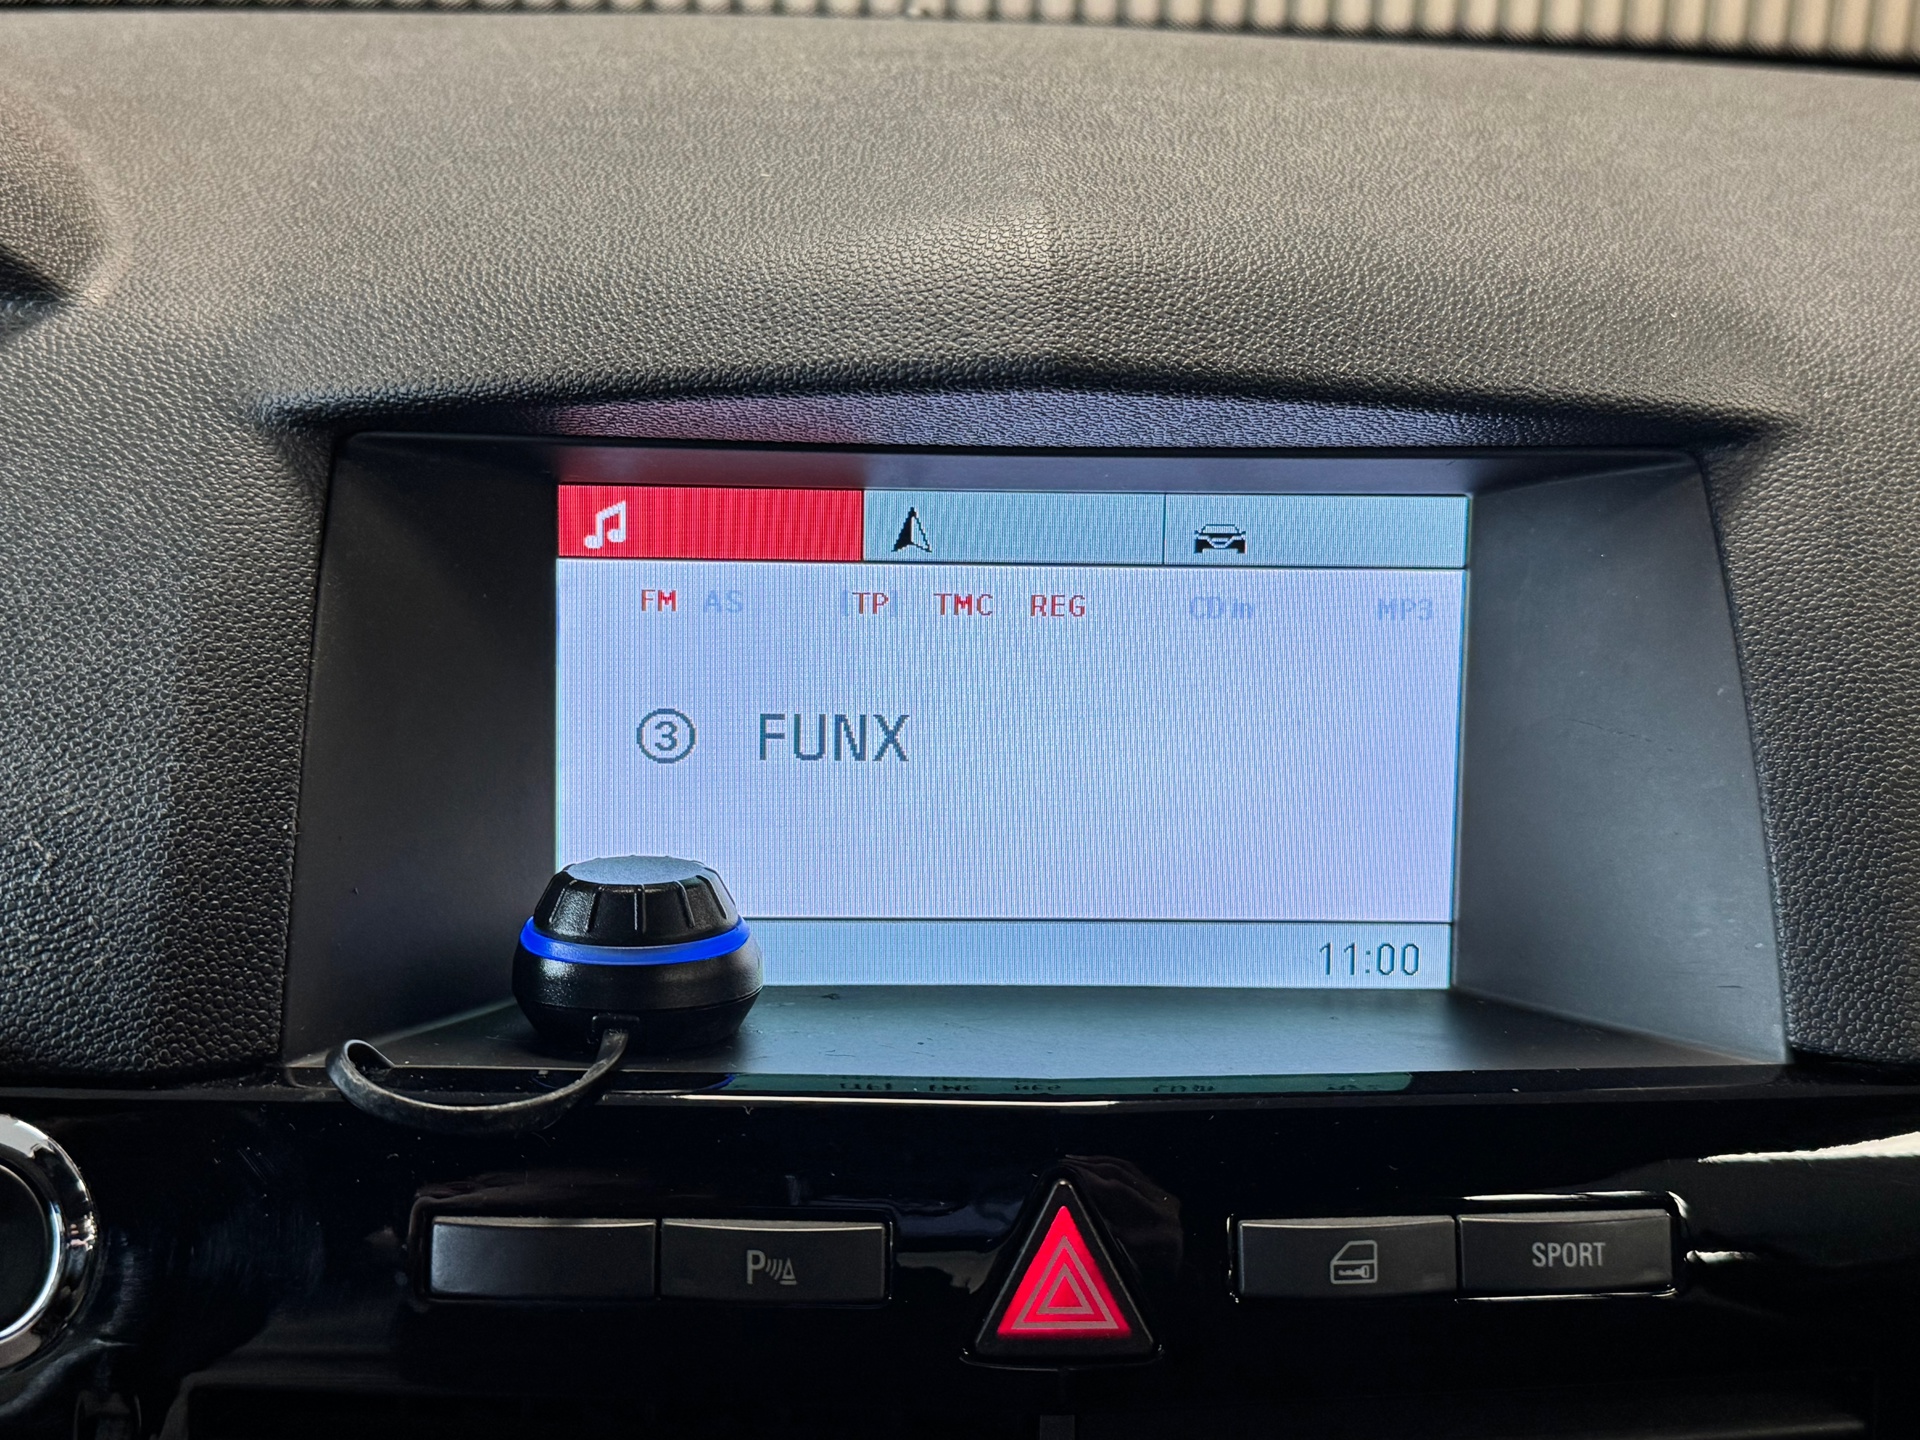 FM AS [TP] TMC REG CD in MP3
③ FUNX
11:00
P
SPORT